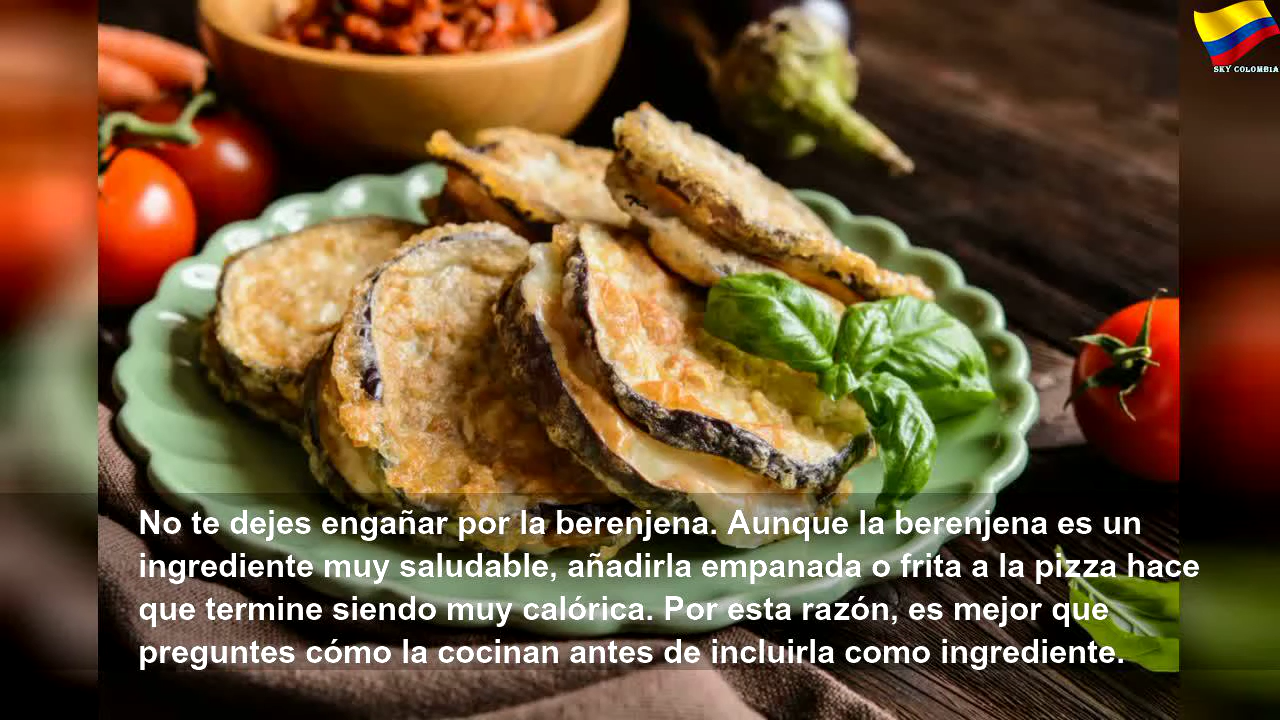 SKY COLOMBIA
No te dejes engañar por la berenjena. Aunque la berenjena es un
ingrediente muy saludable, añadirla empanada o frita a la pizza hace
que termine siendo muy calórica. Por esta razón, es mejor que
preguntes cómo la cocinan antes de incluirla como ingrediente.